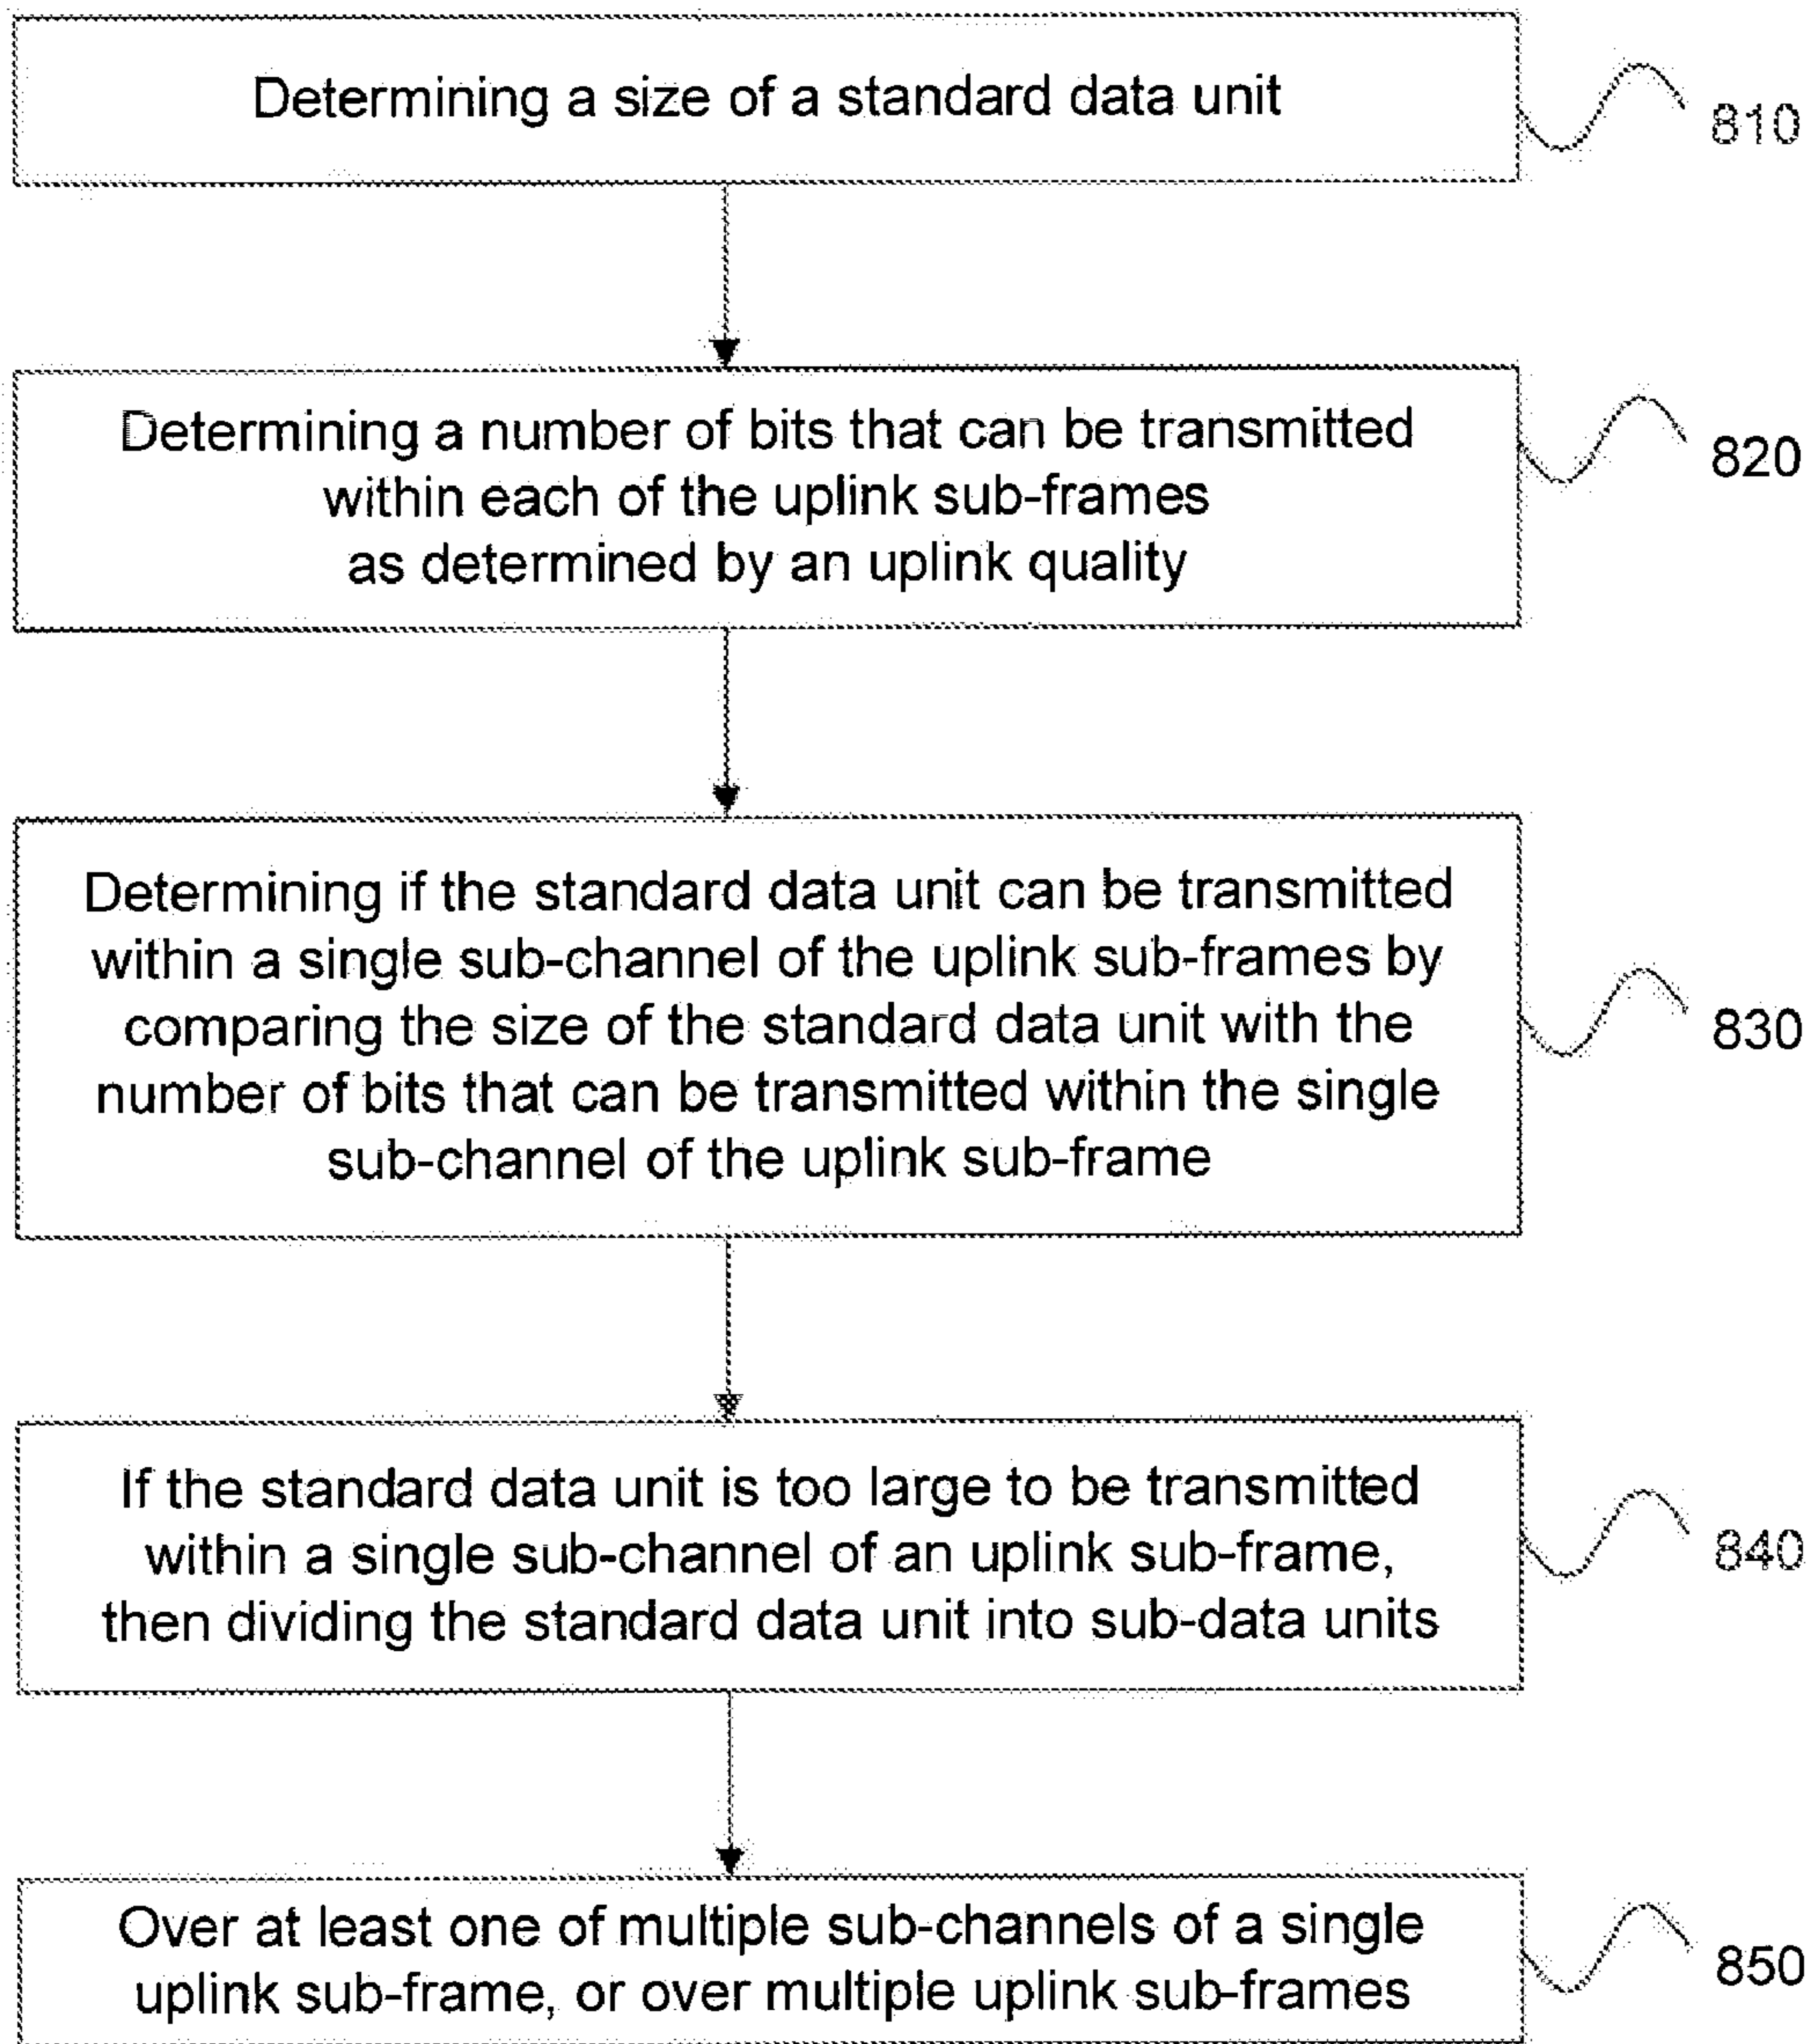 Determining a size of a standard data unit
810
Determining a number of bits that can be transmitted
within each of the uplink sub-frames
as determined by an uplink quality
820
Determining if the standard data unit can be transmitted
within a single sub-channel of the uplink sub-frames by
comparing the size of the standard data unit with the
number of bits that can be transmitted within the single
sub-channel of the uplink sub-frame
830
If the standard data unit is too large to be transmitted
within a single sub-channel of an uplink sub-frame,
then dividing the standard data unit into sub-data units
840
Over at least one of multiple sub-channels of a single
uplink sub-frame, or over multiple uplink sub-frames
850